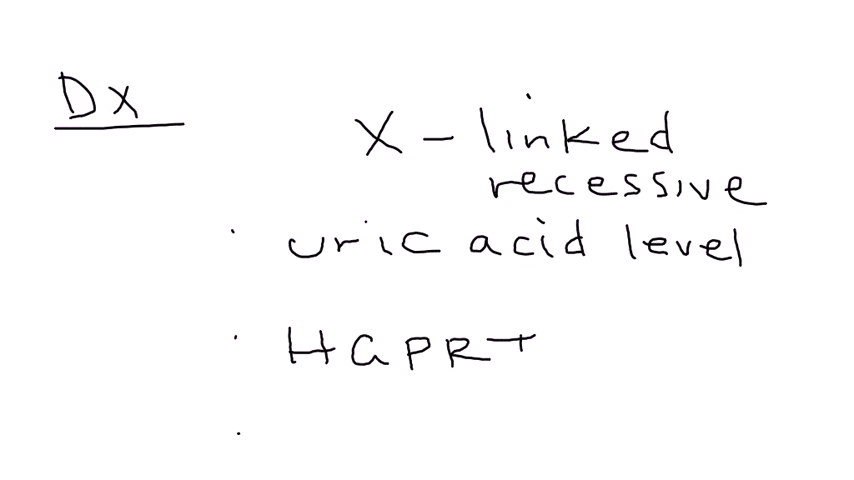 Dx
X-linked
recessive
· uric acid level
· HGPRT
·